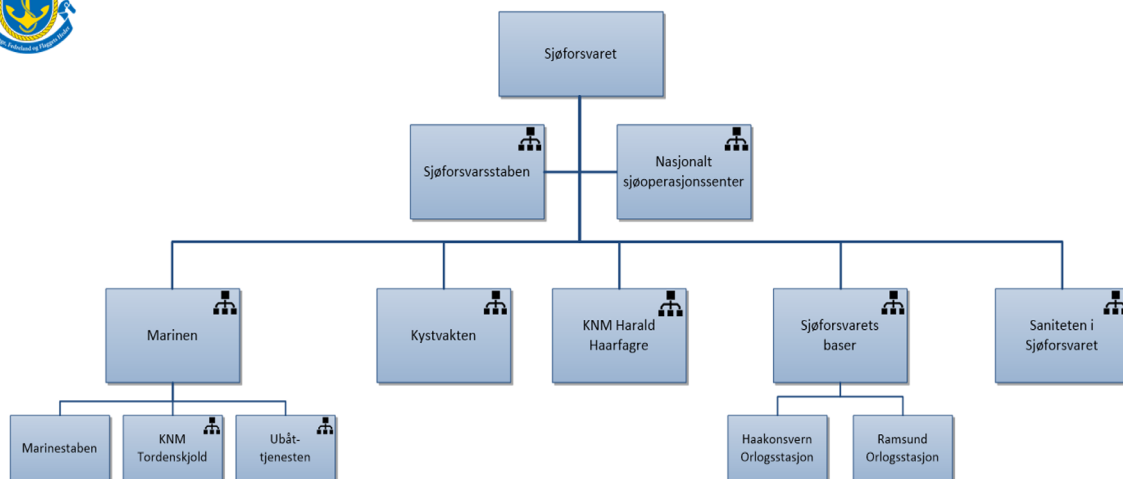 Sjøforsvaret
Sjøforsvarsstaben
Nasjonalt
sjøoperasjonssenter
Marinen
Kystvakten
KNM Harald
Haarfagre
Sjøforsvarets
baser
Saniteten i
Sjøforsvaret
Marinestaben
KNM
Tordenskjold
Ubåt-
tjenesten
Haakonsvern
Orlogsstasjon
Ramsund
Orlogsstasjon